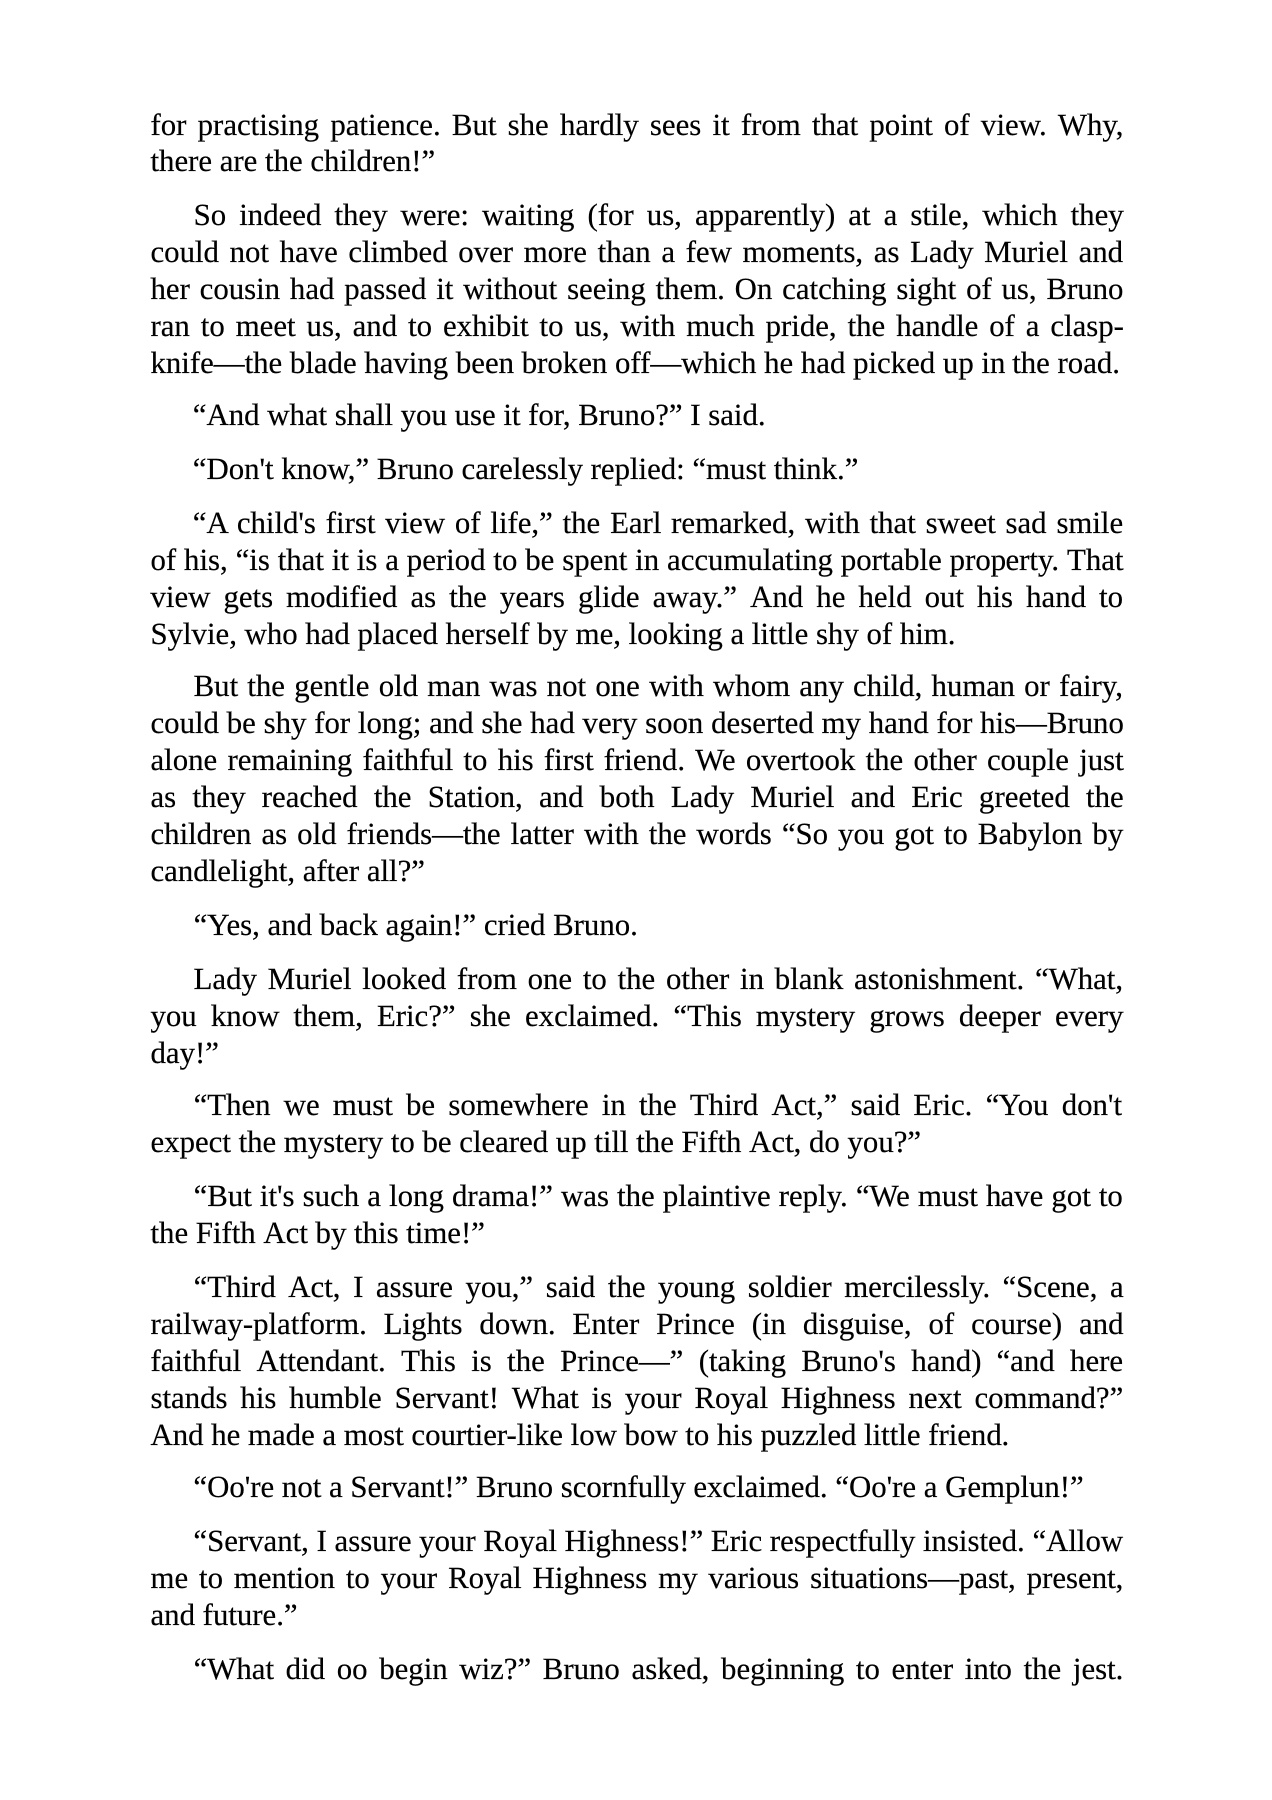 for practising patience. But she hardly sees it from that point of view. Why,
there are the children!”
So indeed they were: waiting (for us, apparently) at a stile, which they
could not have climbed over more than a few moments, as Lady Muriel and
her cousin had passed it without seeing them. On catching sight of us, Bruno
ran to meet us, and to exhibit to us, with much pride, the handle of a clasp-
knife—the blade having been broken off—which he had picked up in the road.
“And what shall you use it for, Bruno?” I said.
“Don't know,” Bruno carelessly replied: “must think.”
“A child's first view of life,” the Earl remarked, with that sweet sad smile
of his, “is that it is a period to be spent in accumulating portable property. That
view gets modified as the years glide away.” And he held out his hand to
Sylvie, who had placed herself by me, looking a little shy of him.
But the gentle old man was not one with whom any child, human or fairy,
could be shy for long; and she had very soon deserted my hand for his—Bruno
alone remaining faithful to his first friend. We overtook the other couple just
as they reached the Station, and both Lady Muriel and Eric greeted the
children as old friends—the latter with the words “So you got to Babylon by
candlelight, after all?”
“Yes, and back again!” cried Bruno.
Lady Muriel looked from one to the other in blank astonishment. “What,
you know them, Eric?” she exclaimed. “This mystery grows deeper every
day!”
“Then we must be somewhere in the Third Act,” said Eric. “You don't
expect the mystery to be cleared up till the Fifth Act, do you?”
“But it's such a long drama!” was the plaintive reply. “We must have got to
the Fifth Act by this time!”
“Third Act, I assure you,” said the young soldier mercilessly. “Scene, a
railway-platform. Lights down. Enter Prince (in disguise, of course) and
faithful Attendant. This is the Prince—” (taking Bruno's hand) “and here
stands his humble Servant! What is your Royal Highness next command?”
And he made a most courtier-like low bow to his puzzled little friend.
“Oo're not a Servant!” Bruno scornfully exclaimed. “Oo're a Gemplun!”
“Servant, I assure your Royal Highness!” Eric respectfully insisted. “Allow
me to mention to your Royal Highness my various situations—past, present,
and future.”
“What did oo begin wiz?” Bruno asked, beginning to enter into the jest.